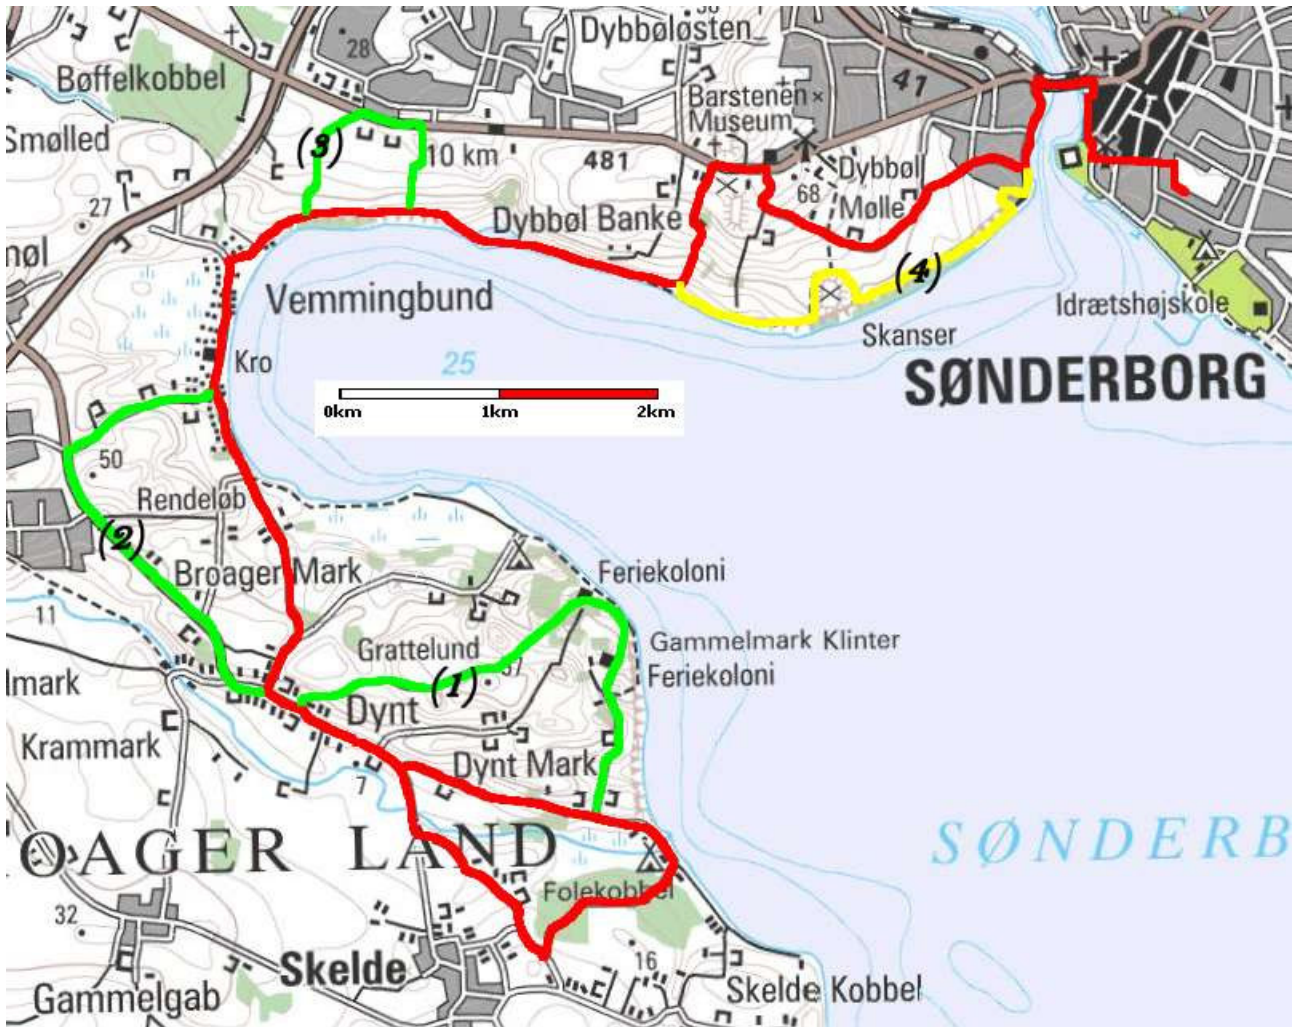 Dybbøløsten
28
41
Bøffelkobbel
Barstenen
Museum
Smølled
(3)
10 km
481
Dybbøl
Mølle
68
27
Dybbøl Banke
møl
(4)
Vemmingbund
Idrætshøjskole
Skanser
Kro
25
SØNDERBORG
0km 1km 2km
50
Rendeløb
(2)
Broager Mark
Feriekoloni
11
Grattelund
Gammelmark Klinter
Feriekoloni
(1)
lmark
Dynt
Krammark
Dynt Mark
7
OAGER LAND
SØNDERB
Folekobbel
32
Skelde
16
Gammelgab
Skelde Kobbel